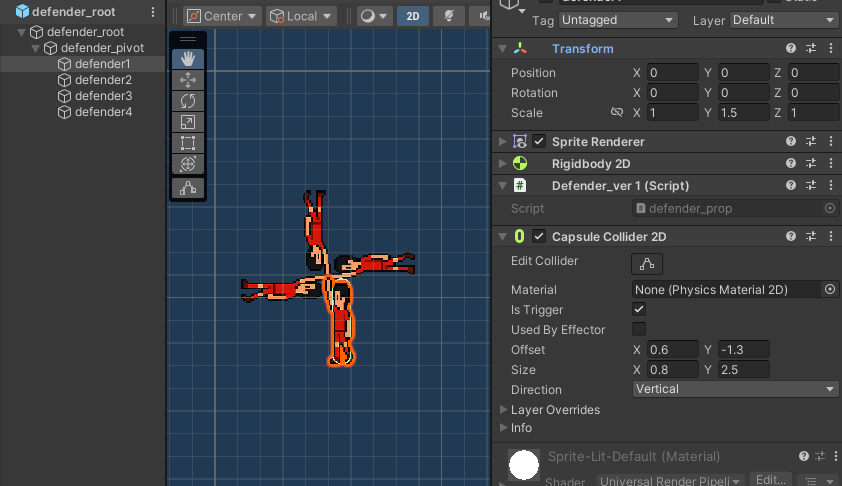 defender_root
defender_root
defender_pivot
defender1
defender2
defender3
defender4
Center
Local
2D
Tag Untagged Layer Default
Transform
Position X 0 Y 0 Z 0
Rotation X 0 Y 0 Z 0
Scale X 1 Y 1.5 Z 1
Sprite Renderer
Rigidbody 2D
# Defender_ver 1 (Script)
Script # defender_prop
Capsule Collider 2D
Edit Collider
Material None (Physics Material 2D)
Is Trigger
Used By Effector
Offset X 0.6 Y -1.3
Size X 0.8 Y 2.5
Direction Vertical
Layer Overrides
Info
Sprite-Lit-Default (Material)
Shader Universal Render Pipeli Edit...